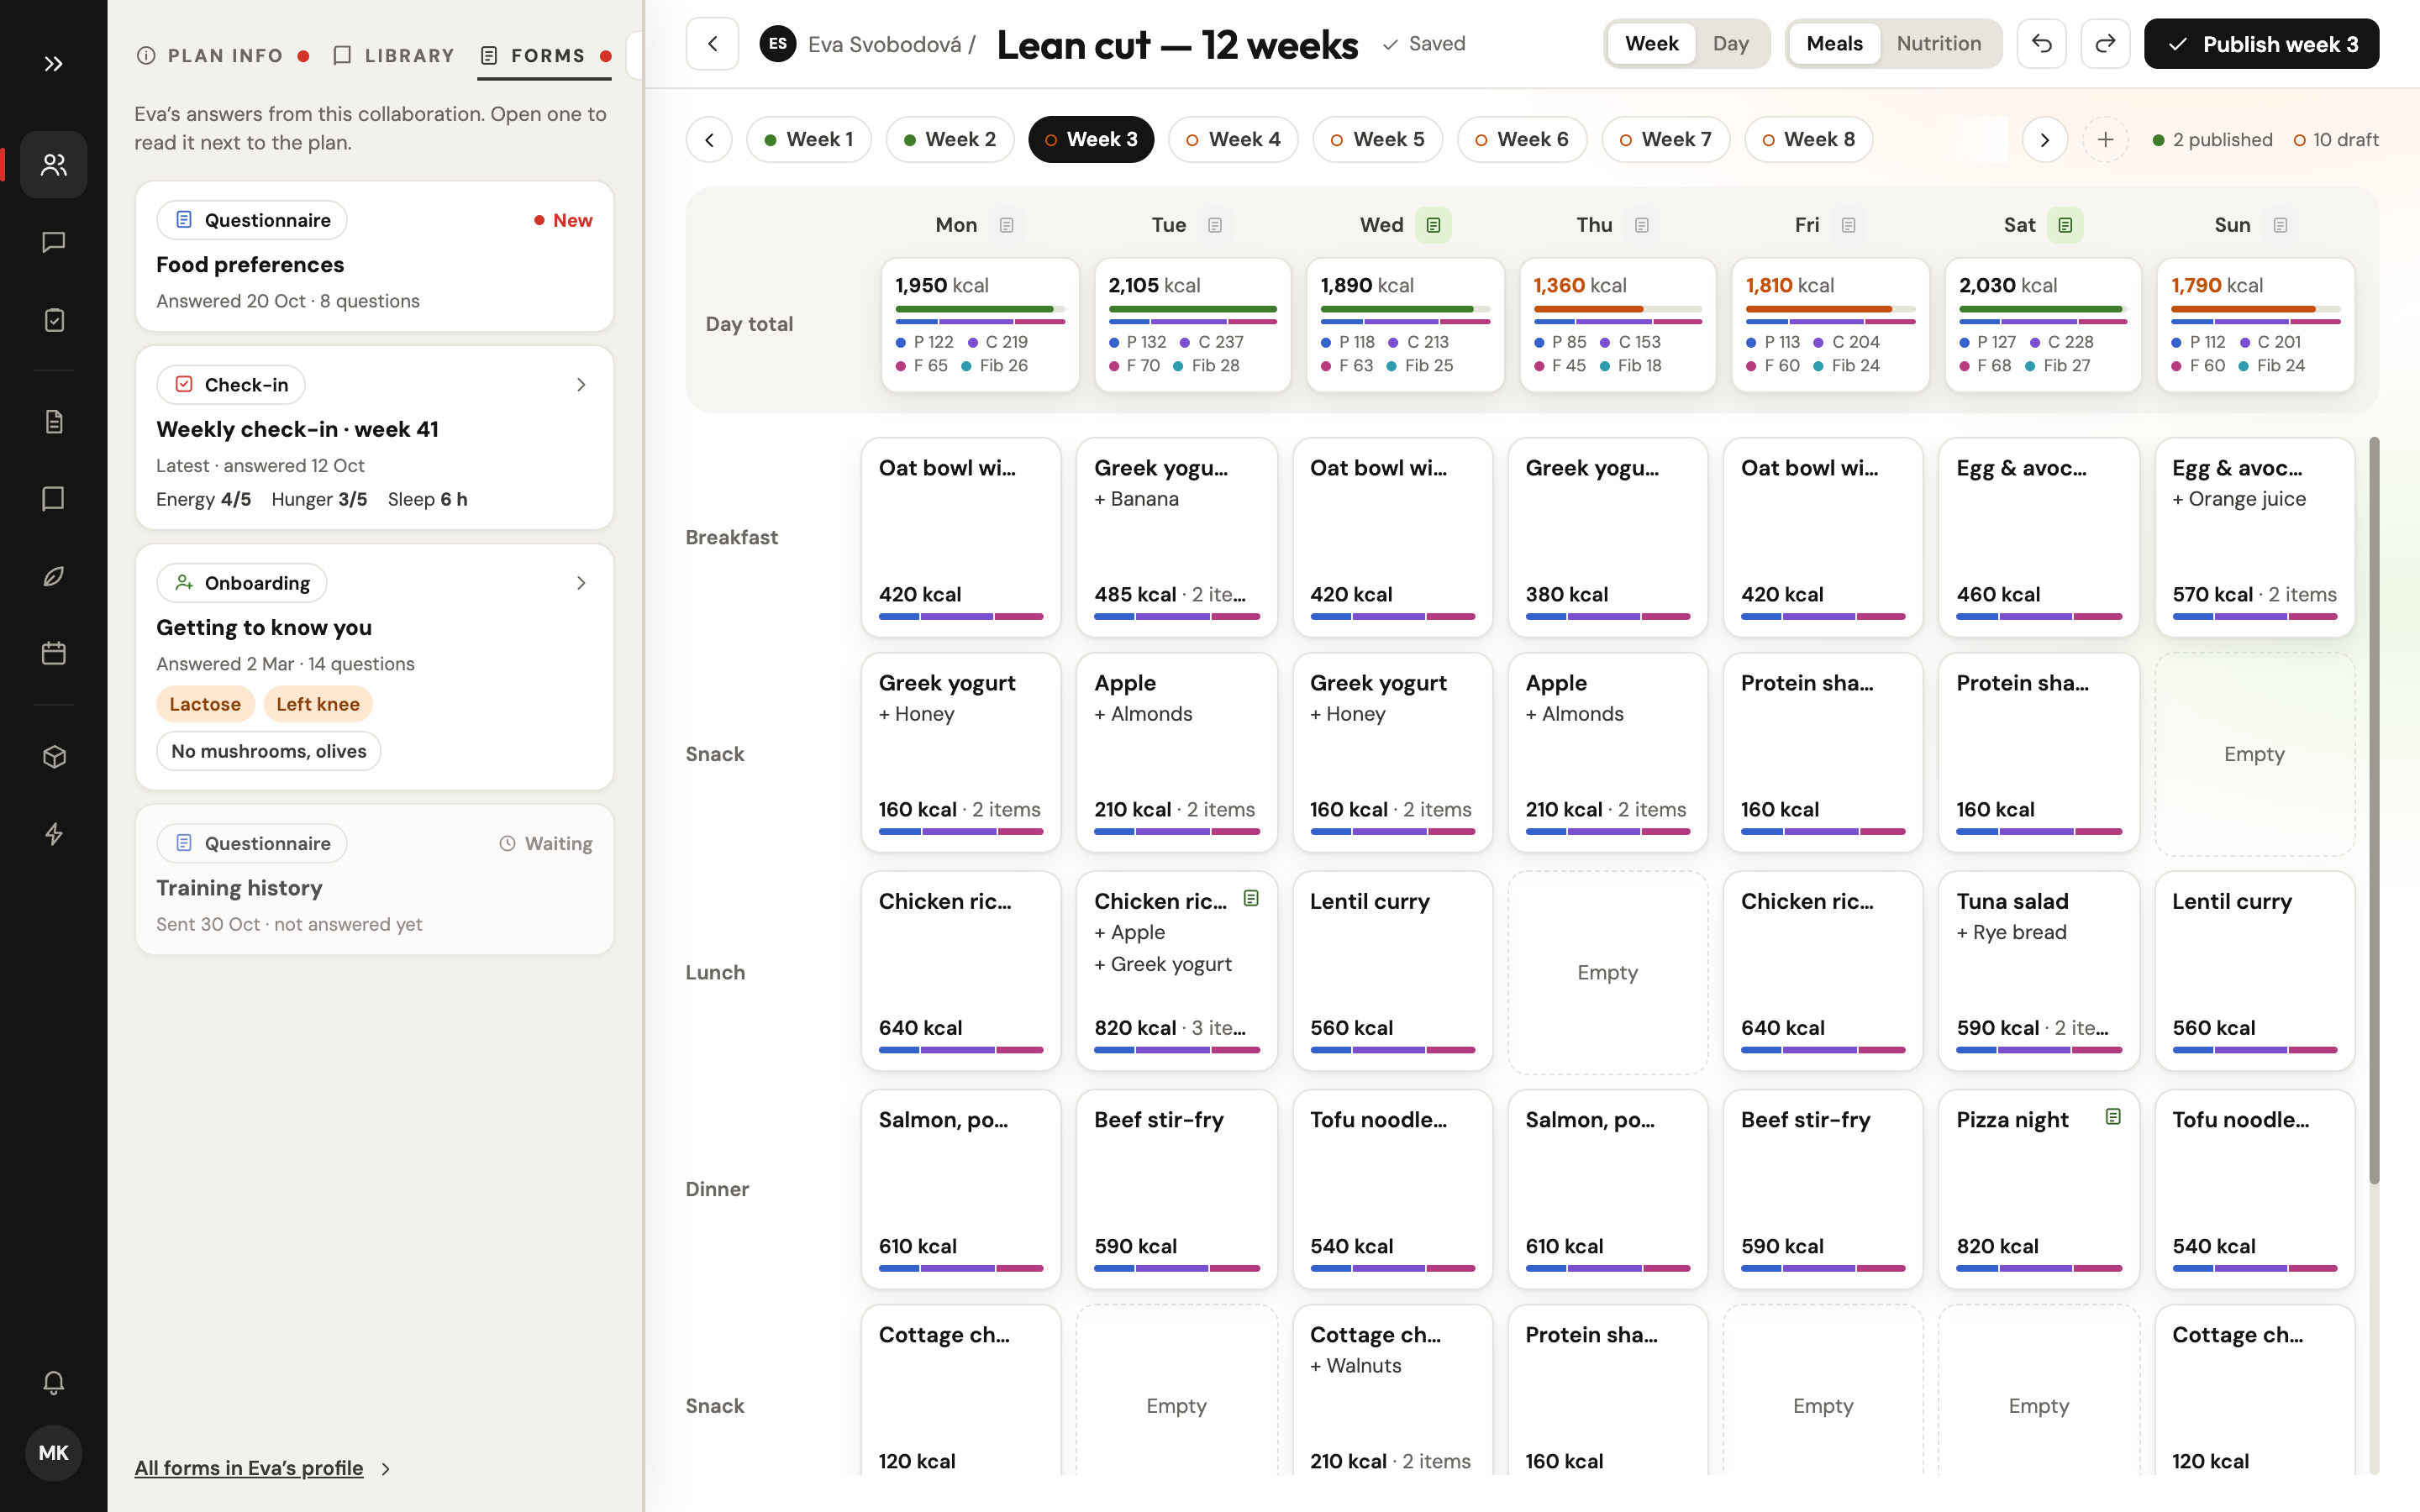 PLAN INFO
LIBRARY
FORMS
Eva's answers from this collaboration. Open one to
read it next to the plan.
Questionnaire
New
Food preferences
Answered 20 Oct · 8 questions
Check-in
Weekly check-in · week 41
Latest · answered 12 Oct
Energy 4/5 Hunger 3/5 Sleep 6 h
Onboarding
Getting to know you
Answered 2 Mar · 14 questions
Lactose
Left knee
No mushrooms, olives
Questionnaire
Waiting
Training history
Sent 30 Oct · not answered yet
All forms in Eva's profile
MK
ES
Eva Svobodová /
Lean cut — 12 weeks
Saved
Week
Day
Meals
Nutrition
Publish week 3
Week 1
Week 2
Week 3
Week 4
Week 5
Week 6
Week 7
Week 8
2 published
10 draft
Mon
Tue
Wed
Thu
Fri
Sat
Sun
Day total
1,950 kcal
P 122 C 219
F 65 Fib 26
2,105 kcal
P 132 C 237
F 70 Fib 28
1,890 kcal
P 118 C 213
F 63 Fib 25
1,360 kcal
P 85 C 153
F 45 Fib 18
1,810 kcal
P 113 C 204
F 60 Fib 24
2,030 kcal
P 127 C 228
F 68 Fib 27
1,790 kcal
P 112 C 201
F 60 Fib 24
Breakfast
Oat bowl wi...
420 kcal
Greek yogu...
+ Banana
485 kcal · 2 ite...
Oat bowl wi...
420 kcal
Greek yogu...
380 kcal
Oat bowl wi...
420 kcal
Egg & avoc...
460 kcal
Egg & avoc...
+ Orange juice
570 kcal · 2 items
Snack
Greek yogurt
+ Honey
160 kcal · 2 items
Apple
+ Almonds
210 kcal · 2 items
Greek yogurt
+ Honey
160 kcal · 2 items
Apple
+ Almonds
210 kcal · 2 items
Protein sha...
160 kcal
Protein sha...
160 kcal
Empty
Lunch
Chicken ric...
640 kcal
Chicken ric...
+ Apple
+ Greek yogurt
820 kcal · 3 ite...
Lentil curry
560 kcal
Empty
Chicken ric...
640 kcal
Tuna salad
+ Rye bread
590 kcal · 2 ite...
Lentil curry
560 kcal
Dinner
Salmon, po...
610 kcal
Beef stir-fry
590 kcal
Tofu noodle...
540 kcal
Salmon, po...
610 kcal
Beef stir-fry
590 kcal
Pizza night
820 kcal
Tofu noodle...
540 kcal
Snack
Cottage ch...
120 kcal
Empty
Cottage ch...
+ Walnuts
210 kcal · 2 items
Protein sha...
160 kcal
Empty
Empty
Cottage ch...
120 kcal